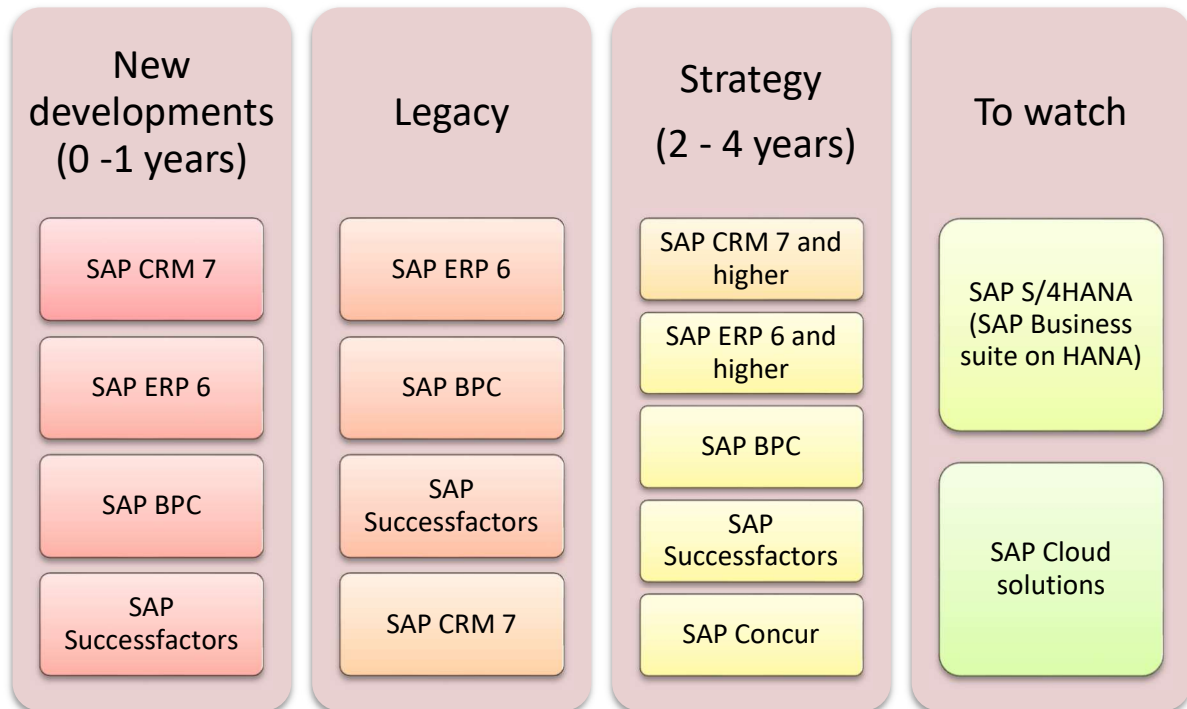 New
developments
(0 -1 years)
SAP CRM 7
SAP ERP 6
SAP BPC
SAP
Successfactors
Legacy
SAP ERP 6
SAP BPC
SAP
Successfactors
SAP CRM 7
Strategy
(2 - 4 years)
SAP CRM 7 and
higher
SAP ERP 6 and
higher
SAP BPC
SAP
Successfactors
SAP Concur
To watch
SAP S/4HANA
(SAP Business
suite on HANA)
SAP Cloud
solutions